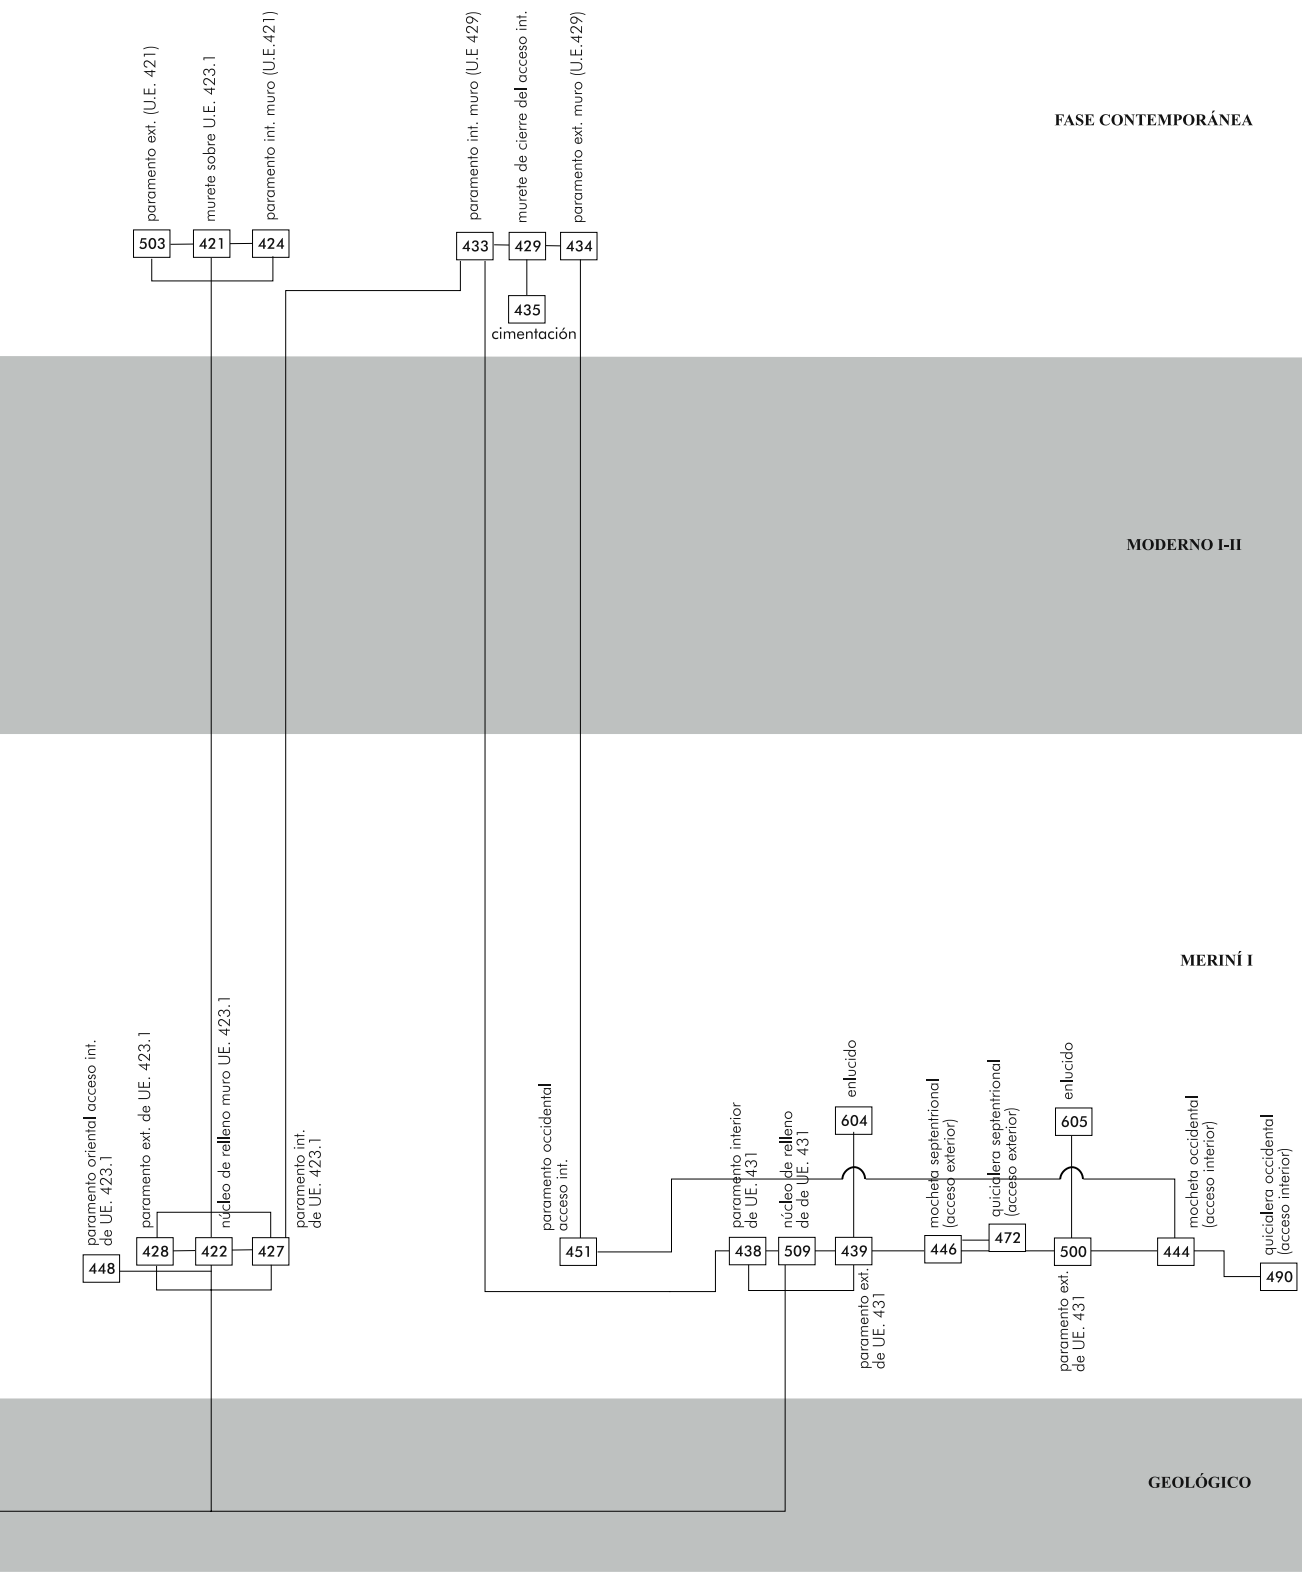 paramento ext. (U.E. 421)
murete sobre U.E. 423.1
paramento int. muro (U.E.421)
paramento int. muro (U.E 429)
murete de cierre del acceso int.
paramento ext. muro (U.E.429)
FASE CONTEMPORÁNEA
503
421
424
433
429
434
435
cimentación
MODERNO I-II
MERINÍ I
paramento oriental acceso int.
de UE. 423.1
paramento ext. de UE. 423.1
núcleo de relleno muro UE. 423.1
paramento int.
de UE. 423.1
paramento occidental
acceso int.
paramento interior
de UE. 431
núcleo de relleno
de de UE. 431
enlucido
604
mocheta septentrional
(acceso exterior)
quicialera septentrional
(acceso exterior)
enlucido
605
mocheta occidental
(acceso interior)
quicialera occidental
(acceso interior)
448
428
422
427
451
438
509
439
446
472
500
444
490
paramento ext.
de UE. 431
paramento ext.
de UE. 431
GEOLÓGICO